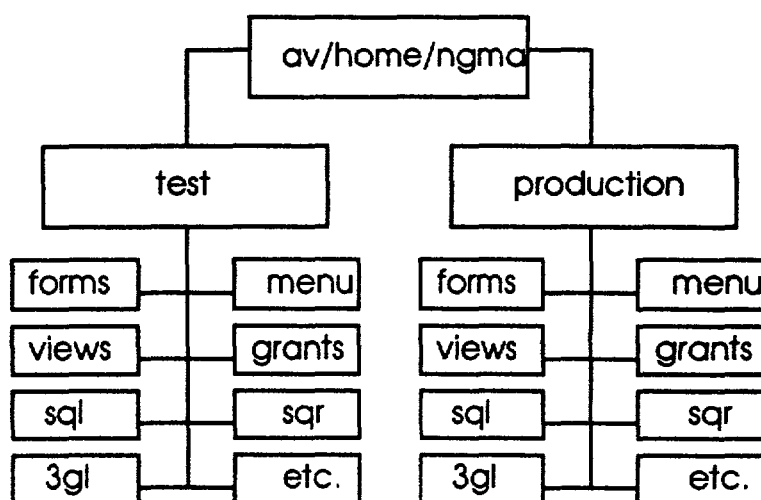 av/home/ngma
test
production
forms
menu
views
grants
sql
sqr
3gl
etc.
forms
menu
views
grants
sql
sqr
3gl
etc.